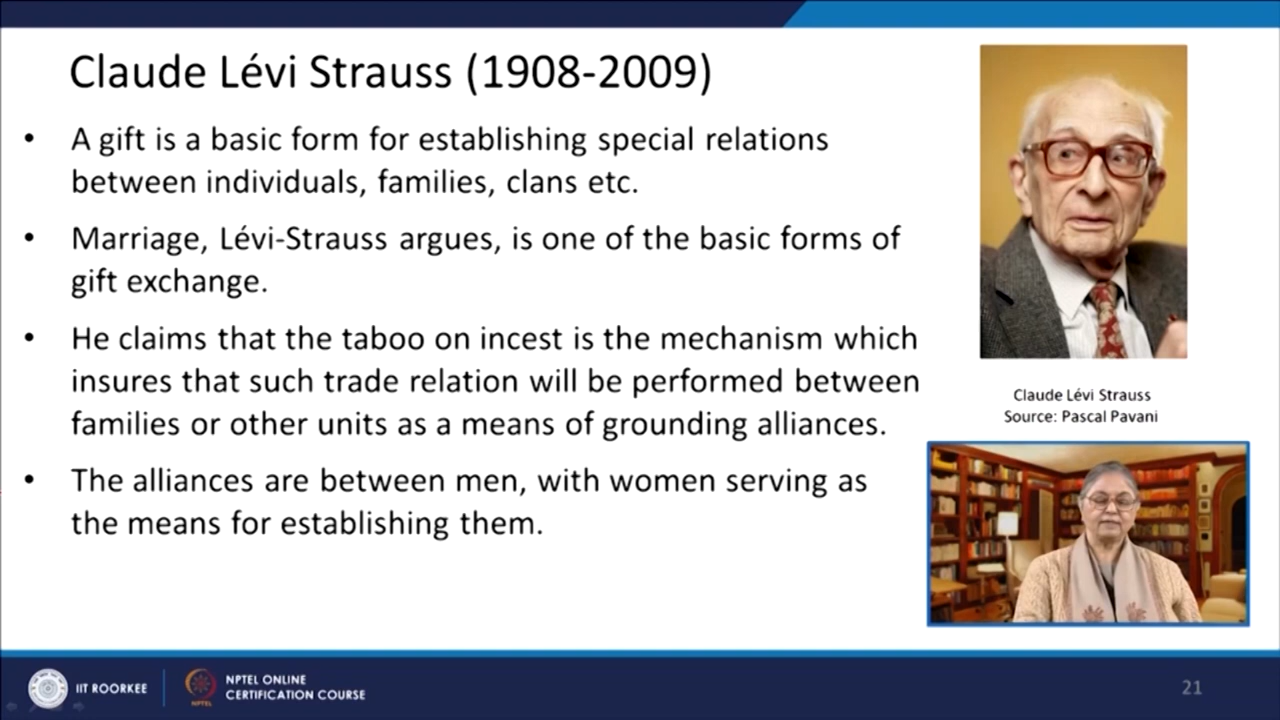 Claude Lévi Strauss (1908-2009)
• A gift is a basic form for establishing special relations
between individuals, families, clans etc.
• Marriage, Lévi-Strauss argues, is one of the basic forms of
gift exchange.
• He claims that the taboo on incest is the mechanism which
insures that such trade relation will be performed between
families or other units as a means of grounding alliances.
• The alliances are between men, with women serving as
the means for establishing them.
Claude Lévi Strauss
Source: Pascal Pavani
IIT ROORKEE
NPTEL
NPTEL ONLINE
CERTIFICATION COURSE
21